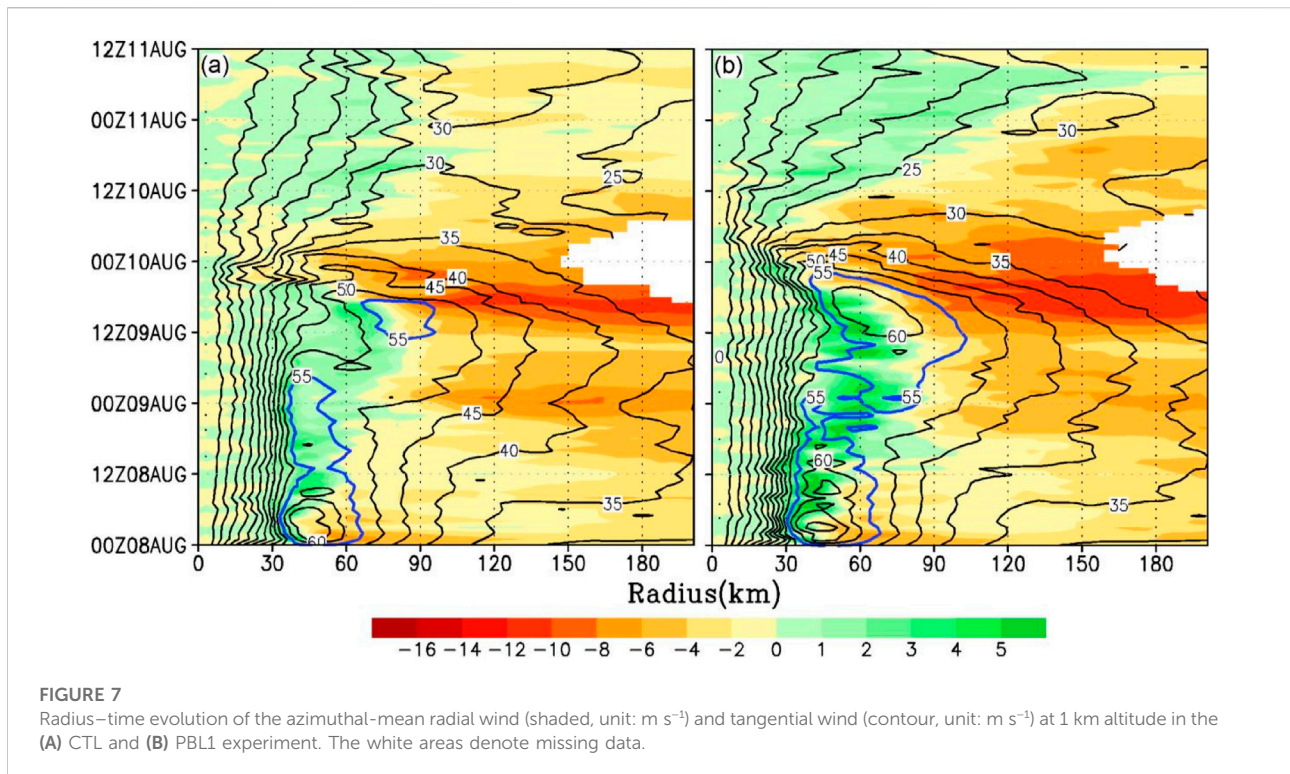 12Z11AUG
00Z11AUG
12Z10AUG
00Z10AUG
12Z09AUG
00Z09AUG
12Z08AUG
00Z08AUG
(a)
30
30
25
35
40
50
45
55
55
45
40
35
60
0 30 60 90 120 150 180
(b)
30
25
30
50 45 40
55
35
60
0
55
55
60
35
0 30 60 90 120 150 180
Radius(km)
-16 -14 -12 -10 -8 -6 -4 -2 0 1 2 3 4 5
FIGURE 7
Radius–time evolution of the azimuthal-mean radial wind (shaded, unit: m s⁻¹) and tangential wind (contour, unit: m s⁻¹) at 1 km altitude in the
(A) CTL and (B) PBL1 experiment. The white areas denote missing data.